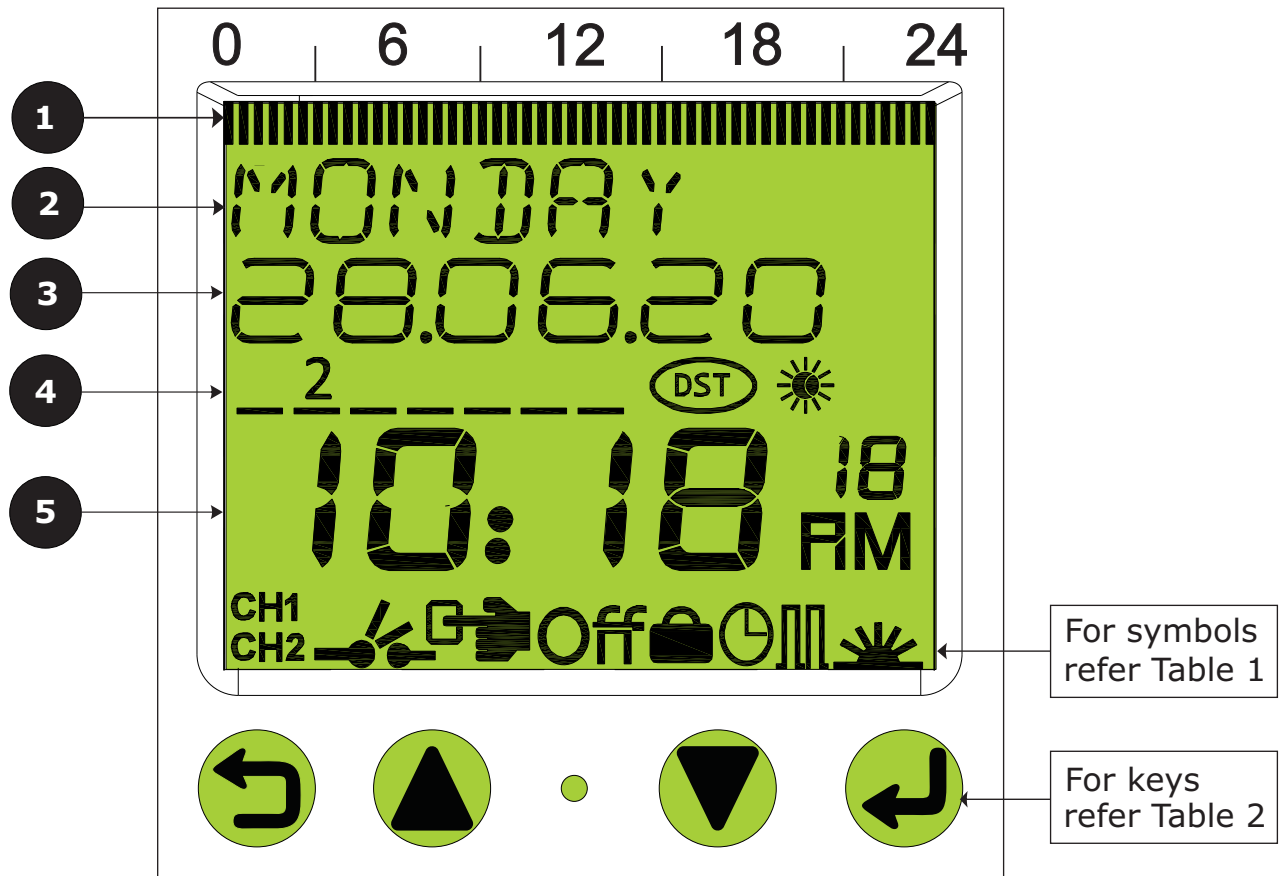 0 6 12 18 24
1
2 MONDAY
3 28.06.20
4 2 DST
5 10:18 18 AM
CH1
CH2 Off
For symbols
refer Table 1
For keys
refer Table 2